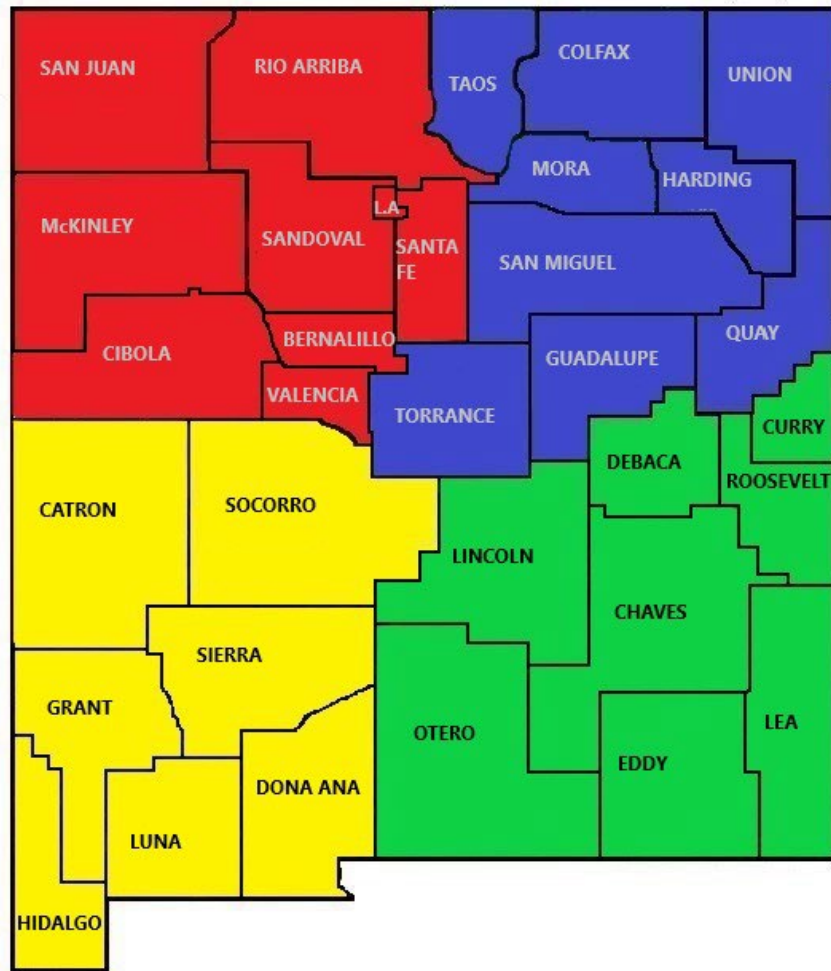 SAN JUAN
RIO ARRIBA
TAOS
COLFAX
UNION
MORA
HARDING
McKINLEY
SANDOVAL
L.A
SANTA
FE
SAN MIGUEL
CIBOLA
BERNALILLO
QUAY
GUADALUPE
VALENCIA
TORRANCE
CURRY
DEBACA
ROOSEVELT
CATRON
SOCORRO
LINCOLN
CHAVES
SIERRA
GRANT
OTERO
LEA
EDDY
DONA ANA
LUNA
HIDALGO